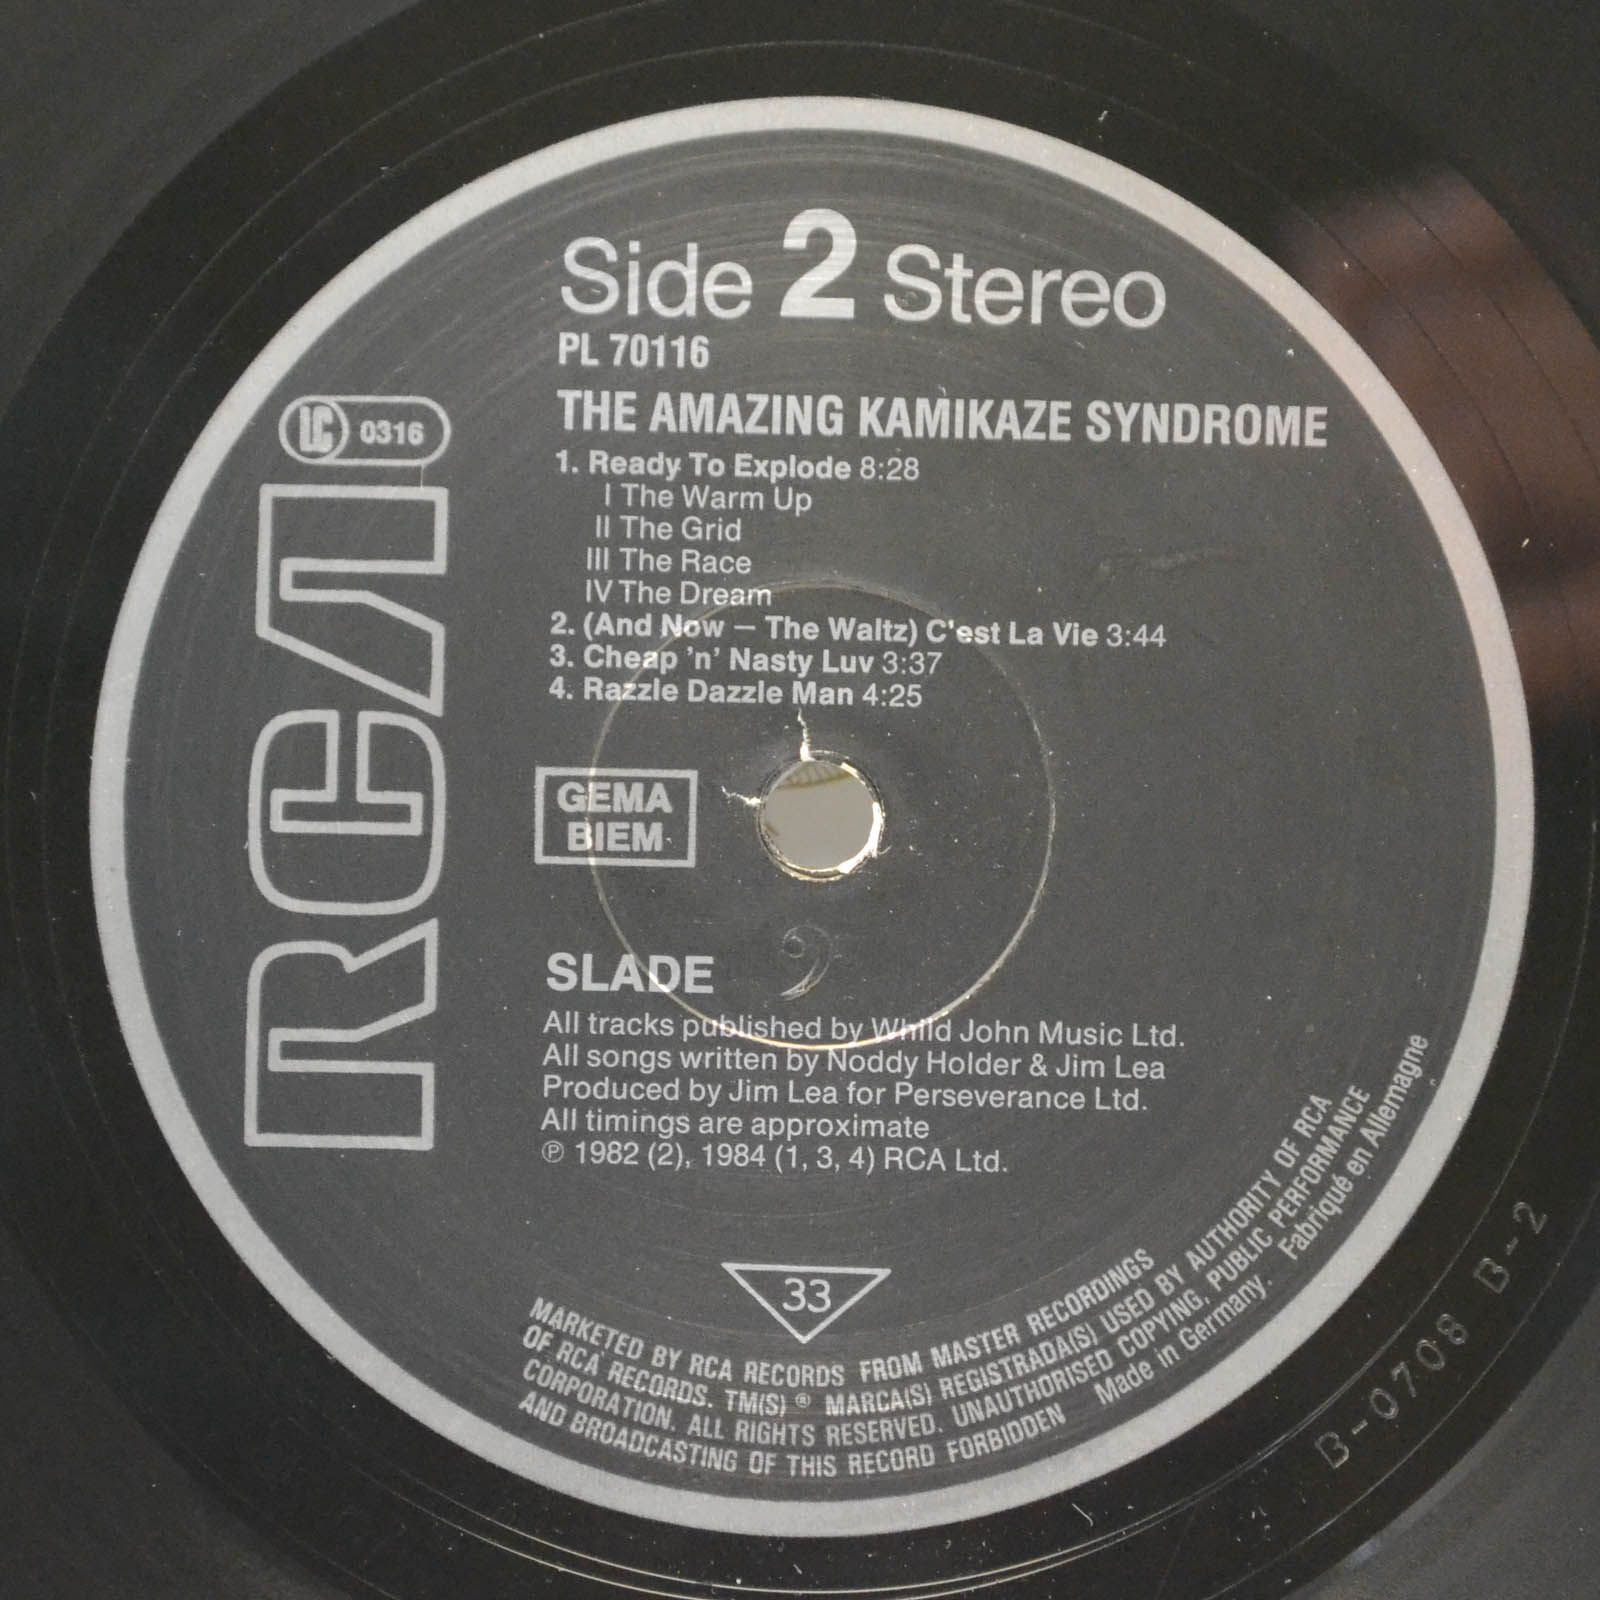 Side 2 Stereo
PL 70116
THE AMAZING KAMIKAZE SYNDROME
LC 0316
1. Ready To Explode 8:28
I The Warm Up
II The Grid
III The Race
IV The Dream
2. (And Now – The Waltz) C'est La Vie 3:44
3. Cheap 'n' Nasty Luv 3:37
4. Razzle Dazzle Man 4:25
RCA
GEMA
BIEM
SLADE
All tracks published by Whild John Music Ltd.
All songs written by Noddy Holder & Jim Lea
Produced by Jim Lea for Perseverance Ltd.
All timings are approximate
℗ 1982 (2), 1984 (1, 3, 4) RCA Ltd.
33
MARKETED BY RCA RECORDS FROM MASTER RECORDINGS
OF RCA RECORDS. TM(S) ® MARCA(S) REGISTRADA(S) USED BY AUTHORITY OF RCA
CORPORATION. ALL RIGHTS RESERVED. UNAUTHORISED COPYING, PUBLIC PERFORMANCE
AND BROADCASTING OF THIS RECORD FORBIDDEN Made in Germany. Fabriqué en Allemagne
B-0708 B-2